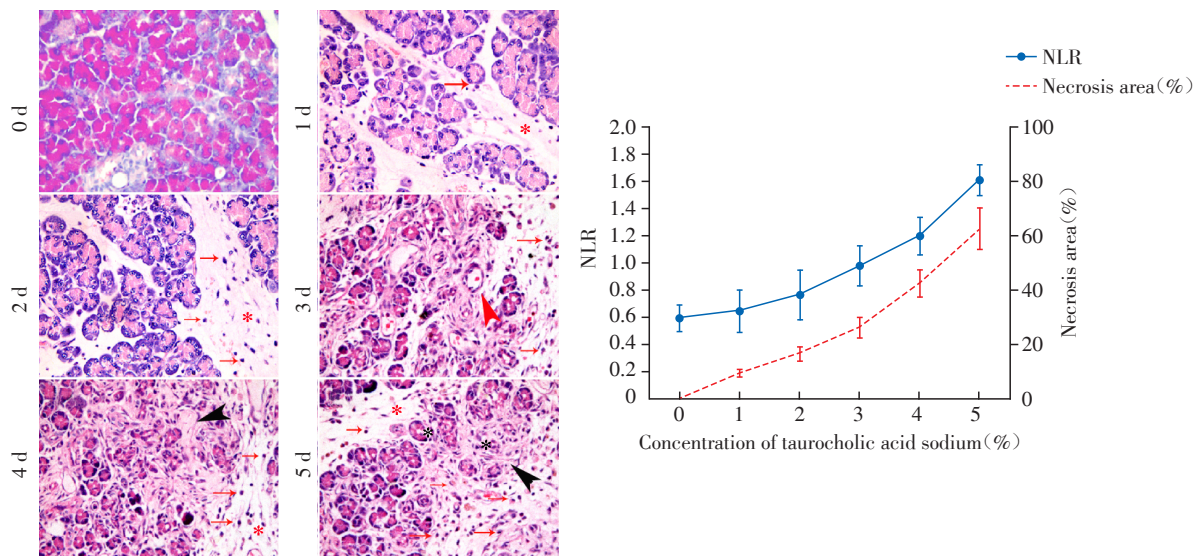 0 d
1 d
2 d
*
*
3 d
4 d
*
5 d
*
*
*
NLR
Necrosis area(%)
2.0
1.8
1.6
1.4
1.2
1.0
0.8
0.6
0.4
0.2
0
NLR
100
80
60
40
20
0
Necrosis area(%)
0 1 2 3 4 5
Concentration of taurocholic acid sodium(%)